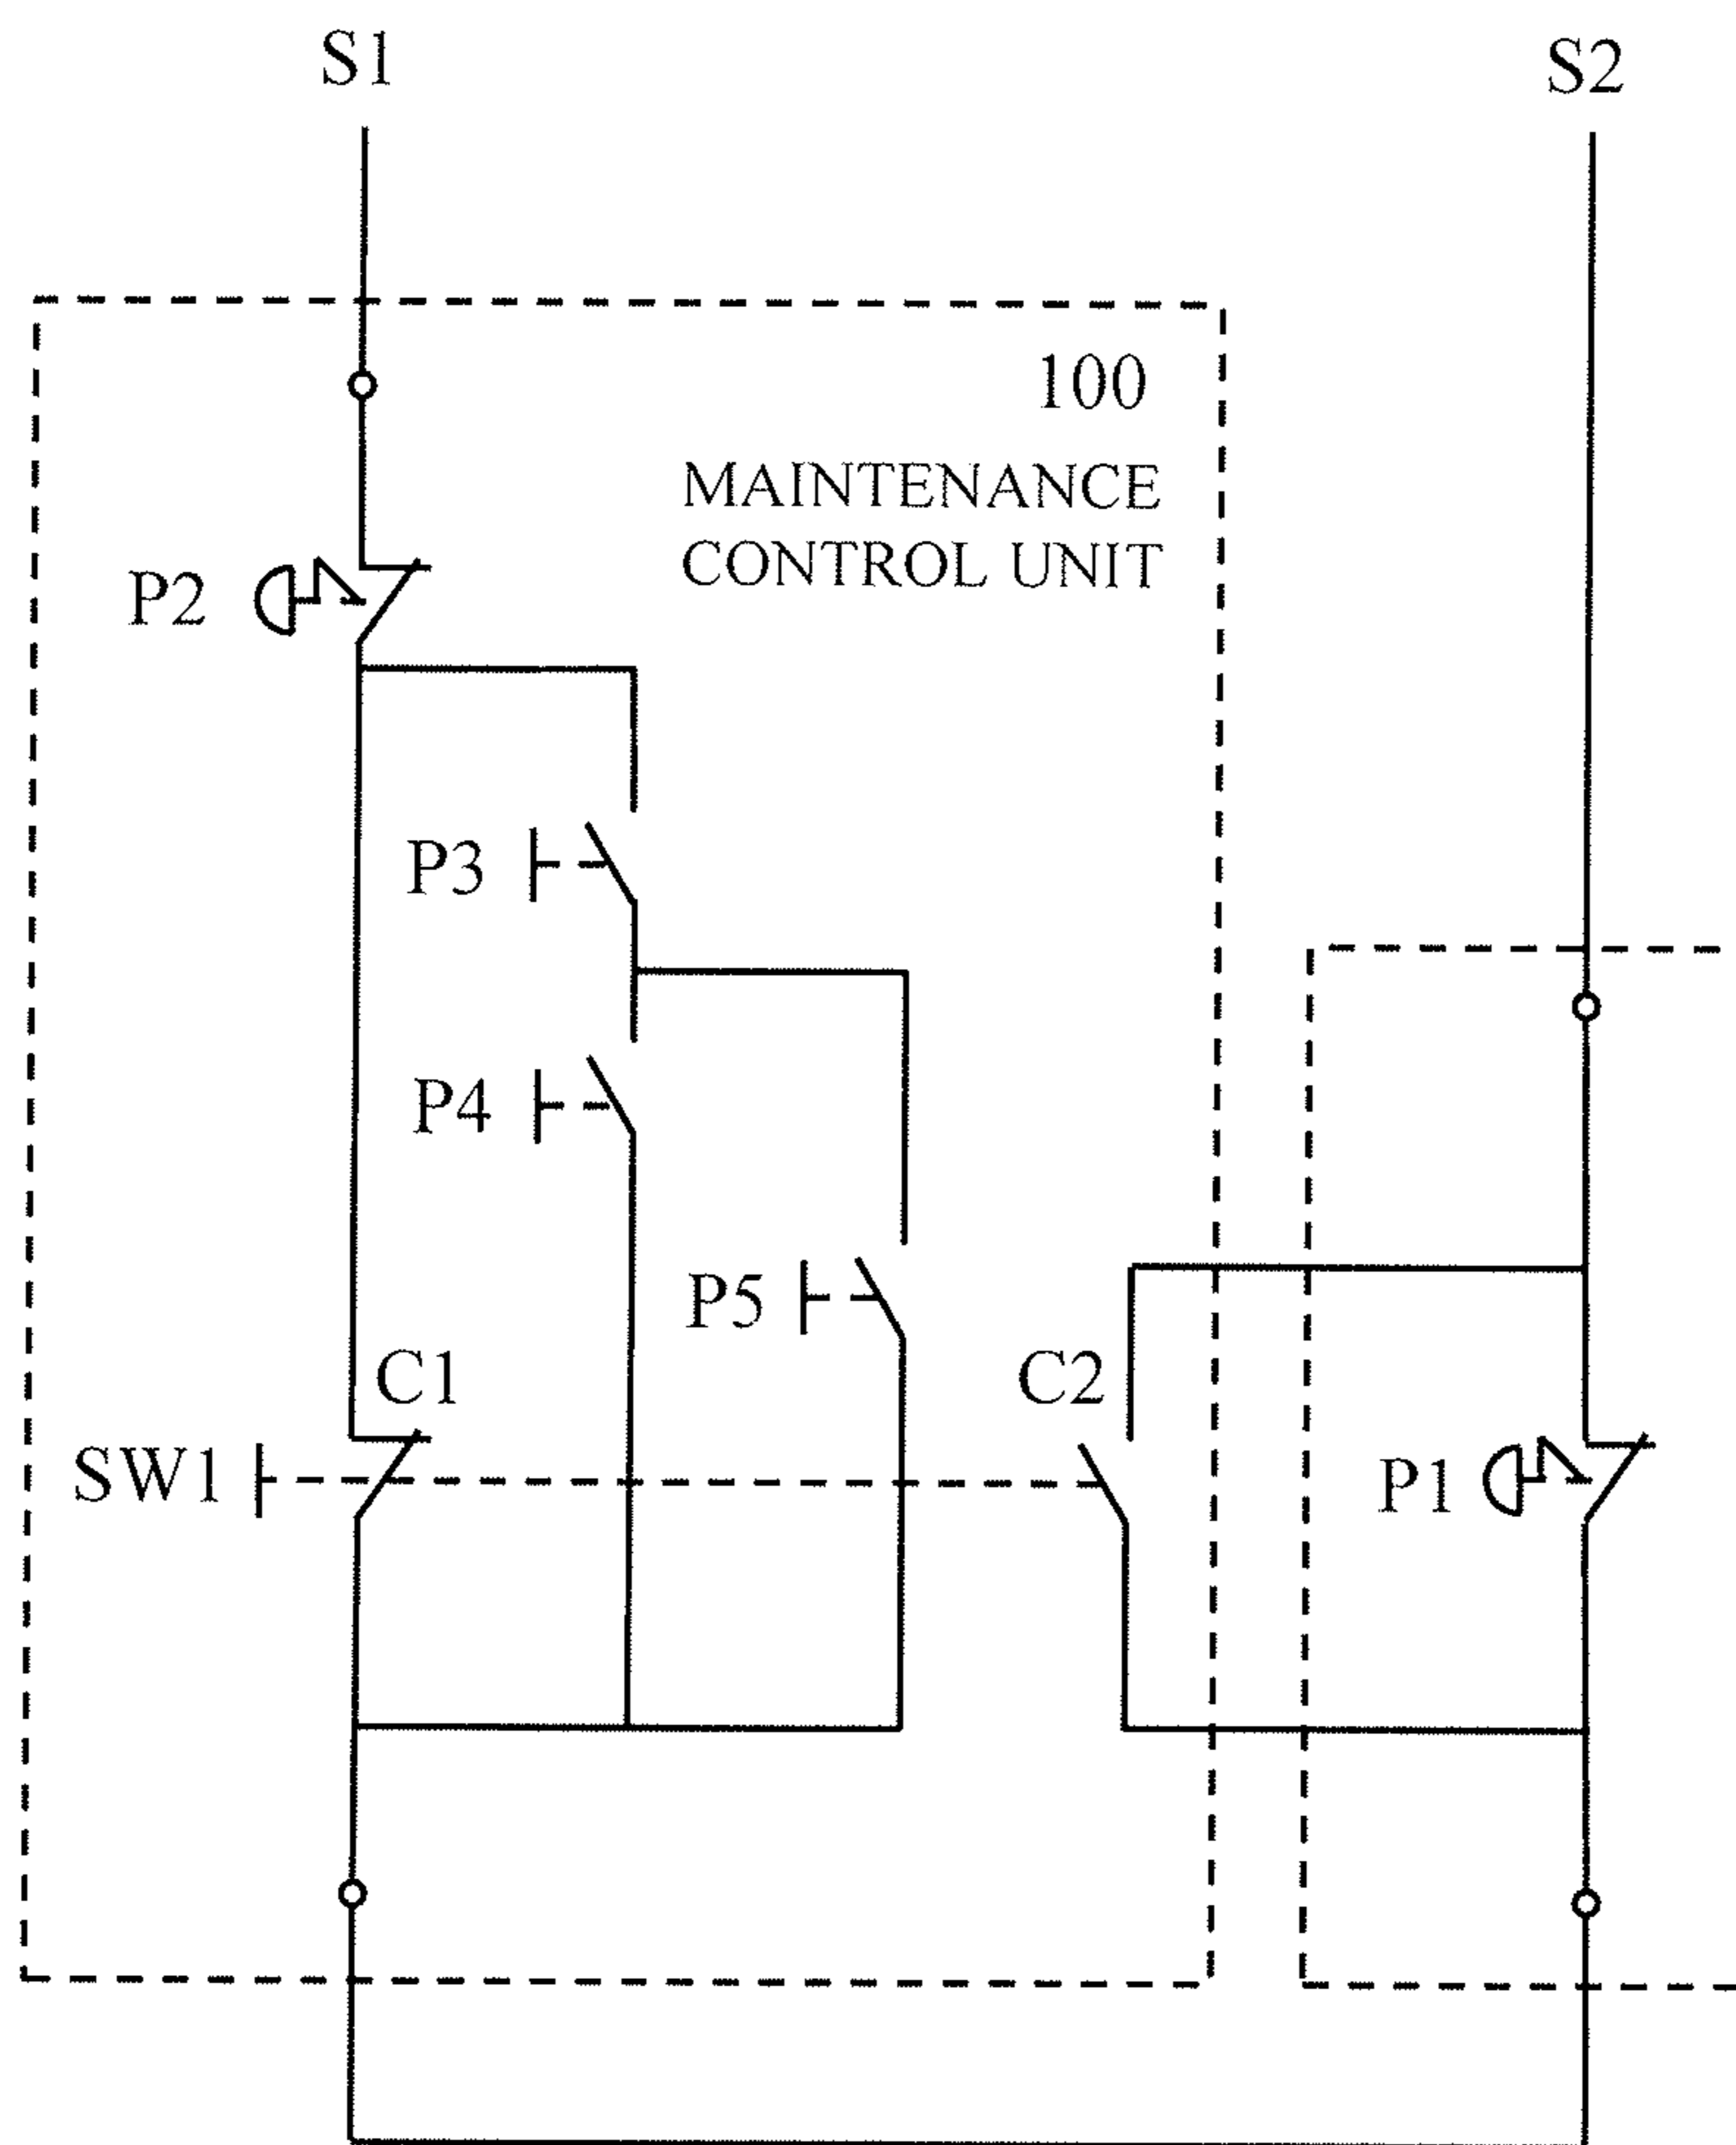 S1
S2
100
MAINTENANCE
CONTROL UNIT
P2
P3
P4
P5
C1
C2
SW1
P1